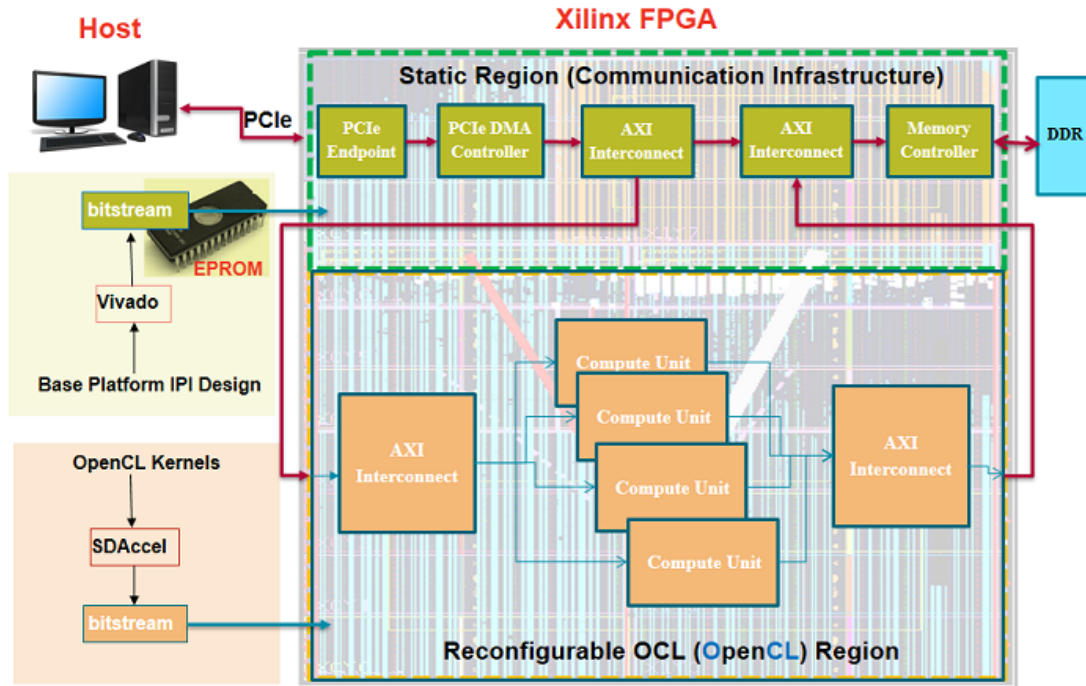 Host
Xilinx FPGA
Static Region (Communication Infrastructure)
PCIe
PCIe
Endpoint
PCIe DMA
Controller
AXI
Interconnect
AXI
Interconnect
Memory
Controller
DDR
bitstream
EPROM
Vivado
Base Platform IPI Design
OpenCL Kernels
SDAccel
bitstream
AXI
Interconnect
Compute Unit
Compute Unit
Compute Unit
Compute Unit
AXI
Interconnect
Reconfigurable OCL (OpenCL) Region